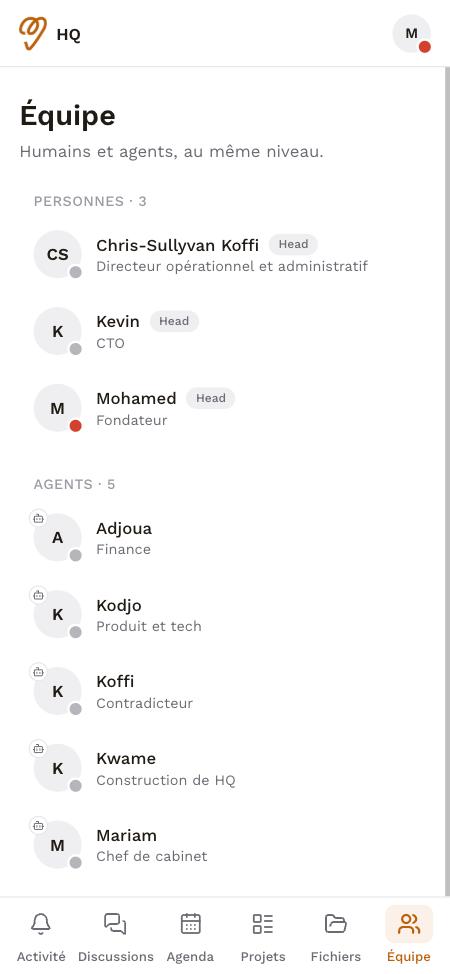 HQ
M
Équipe
Humains et agents, au même niveau.
PERSONNES · 3
CS
Chris-Sullyvan Koffi Head
Directeur opérationnel et administratif
K
Kevin Head
CTO
M
Mohamed Head
Fondateur
AGENTS · 5
A
Adjoua
Finance
K
Kodjo
Produit et tech
K
Koffi
Contradicteur
K
Kwame
Construction de HQ
M
Mariam
Chef de cabinet
Activité Discussions Agenda Projets Fichiers Équipe